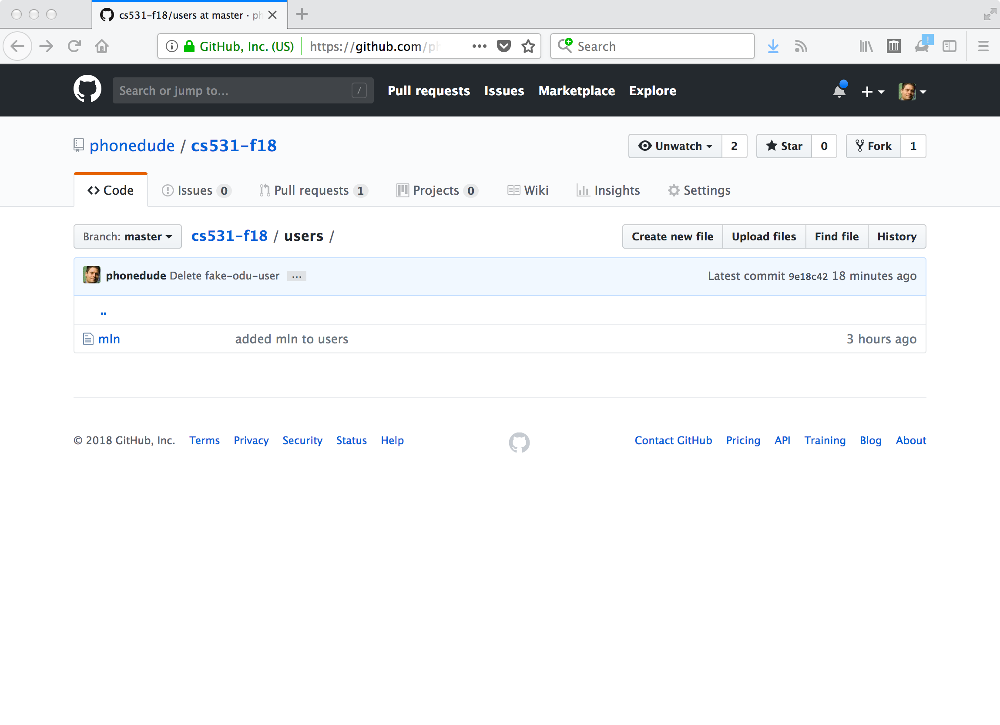 cs531-f18/users at master · ph
GitHub, Inc. (US) https://github.com/ph Search
Search or jump to… / Pull requests Issues Marketplace Explore
phonedude / cs531-f18 Unwatch 2 Star 0 Fork 1
Code Issues 0 Pull requests 1 Projects 0 Wiki Insights Settings
Branch: master cs531-f18 / users / Create new file Upload files Find file History
phonedude Delete fake-odu-user … Latest commit 9e18c42 18 minutes ago
..
mln added mln to users 3 hours ago
© 2018 GitHub, Inc. Terms Privacy Security Status Help Contact GitHub Pricing API Training Blog About